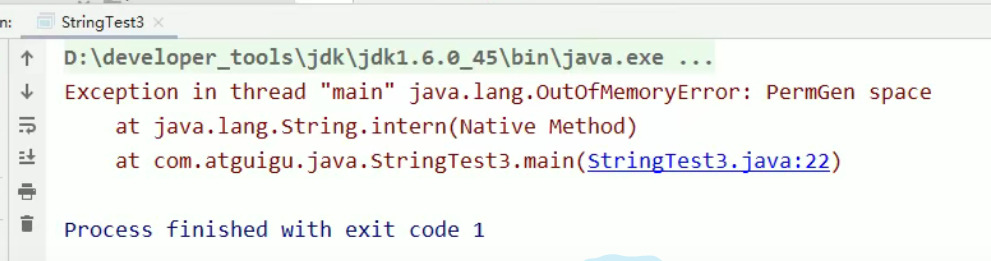 n: StringTest3 ×
D:\developer_tools\jdk\jdk1.6.0_45\bin\java.exe ...
Exception in thread "main" java.lang.OutOfMemoryError: PermGen space
at java.lang.String.intern(Native Method)
at com.atguigu.java.StringTest3.main(StringTest3.java:22)
Process finished with exit code 1